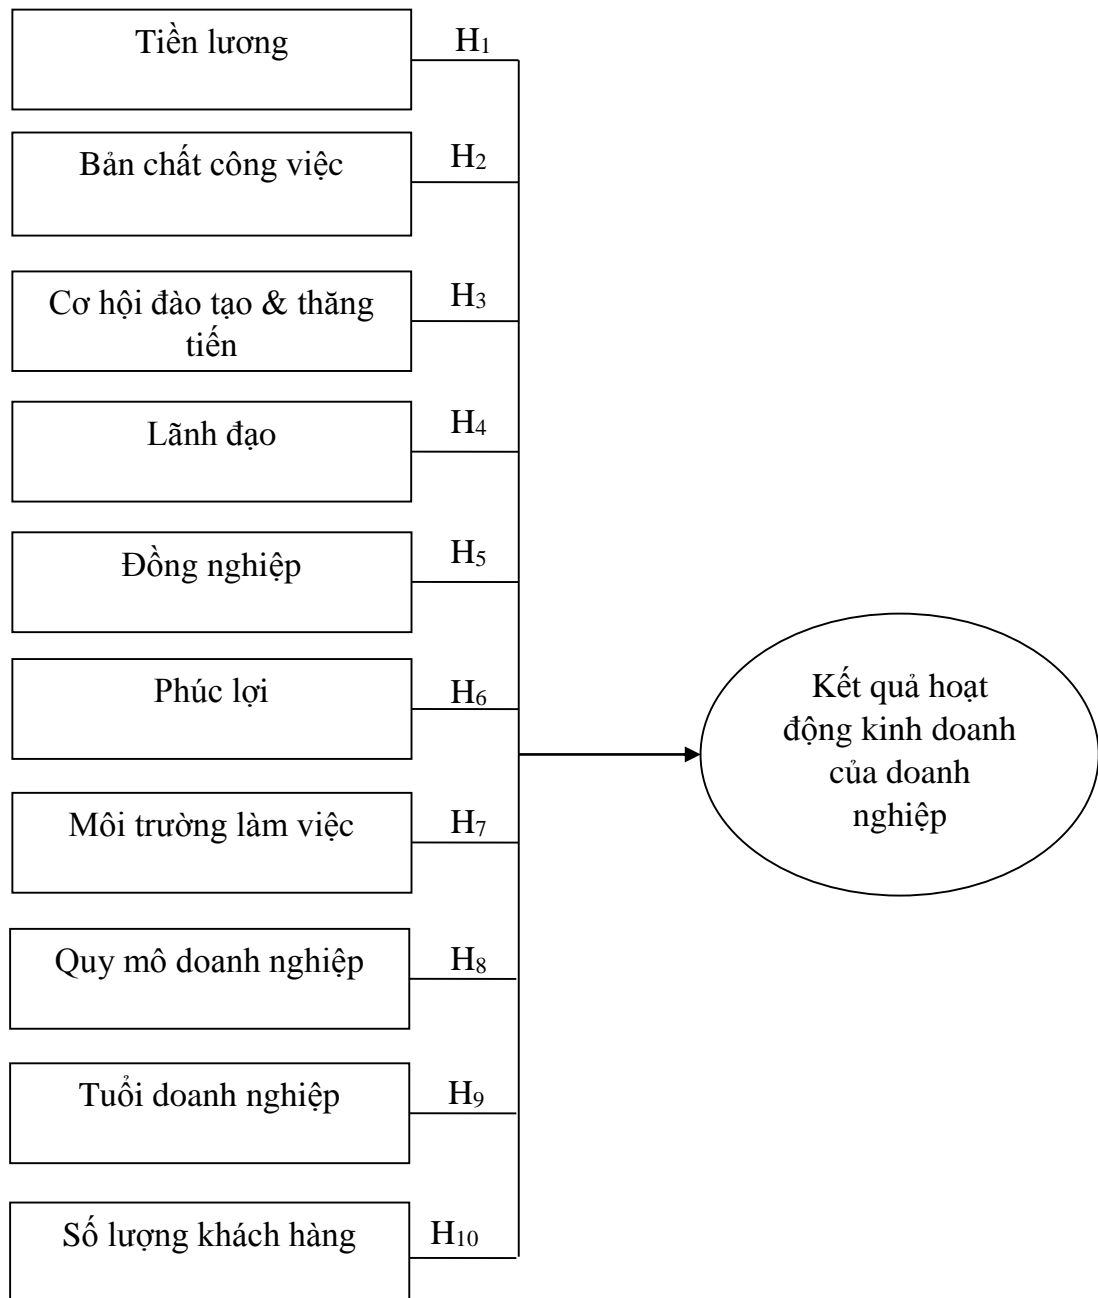 Tiền lương
H1
Bản chất công việc
H2
Cơ hội đào tạo & thăng
tiến
H3
Lãnh đạo
H4
Đồng nghiệp
H5
Phúc lợi
H6
Kết quả hoạt
động kinh doanh
của doanh
nghiệp
Môi trường làm việc
H7
Quy mô doanh nghiệp
H8
Tuổi doanh nghiệp
H9
Số lượng khách hàng
H10